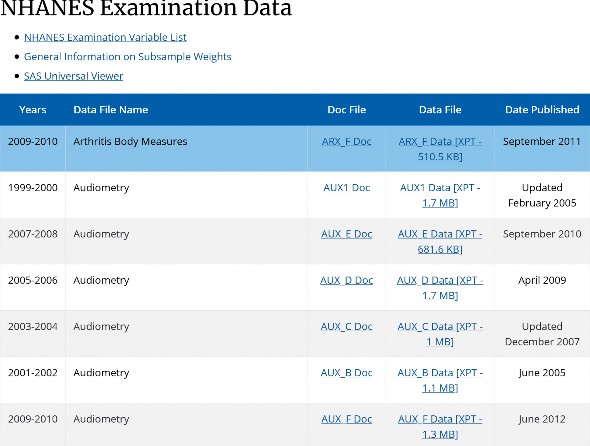 NHANES Examination Data
NHANES Examination Variable List
General Information on Subsample Weights
SAS Universal Viewer
Years Data File Name Doc File Data File Date Published
2009-2010 Arthritis Body Measures ARX_F Doc ARX_F Data [XPT - 510.5 KB] September 2011
1999-2000 Audiometry AUX1 Doc AUX1 Data [XPT - 1.7 MB] Updated February 2005
2007-2008 Audiometry AUX_E Doc AUX_E Data [XPT - 681.6 KB] September 2010
2005-2006 Audiometry AUX_D Doc AUX_D Data [XPT - 1.7 MB] April 2009
2003-2004 Audiometry AUX_C Doc AUX_C Data [XPT - 1 MB] Updated December 2007
2001-2002 Audiometry AUX_B Doc AUX_B Data [XPT - 1.1 MB] June 2005
2009-2010 Audiometry AUX_F Doc AUX_F Data [XPT - 1.3 MB] June 2012